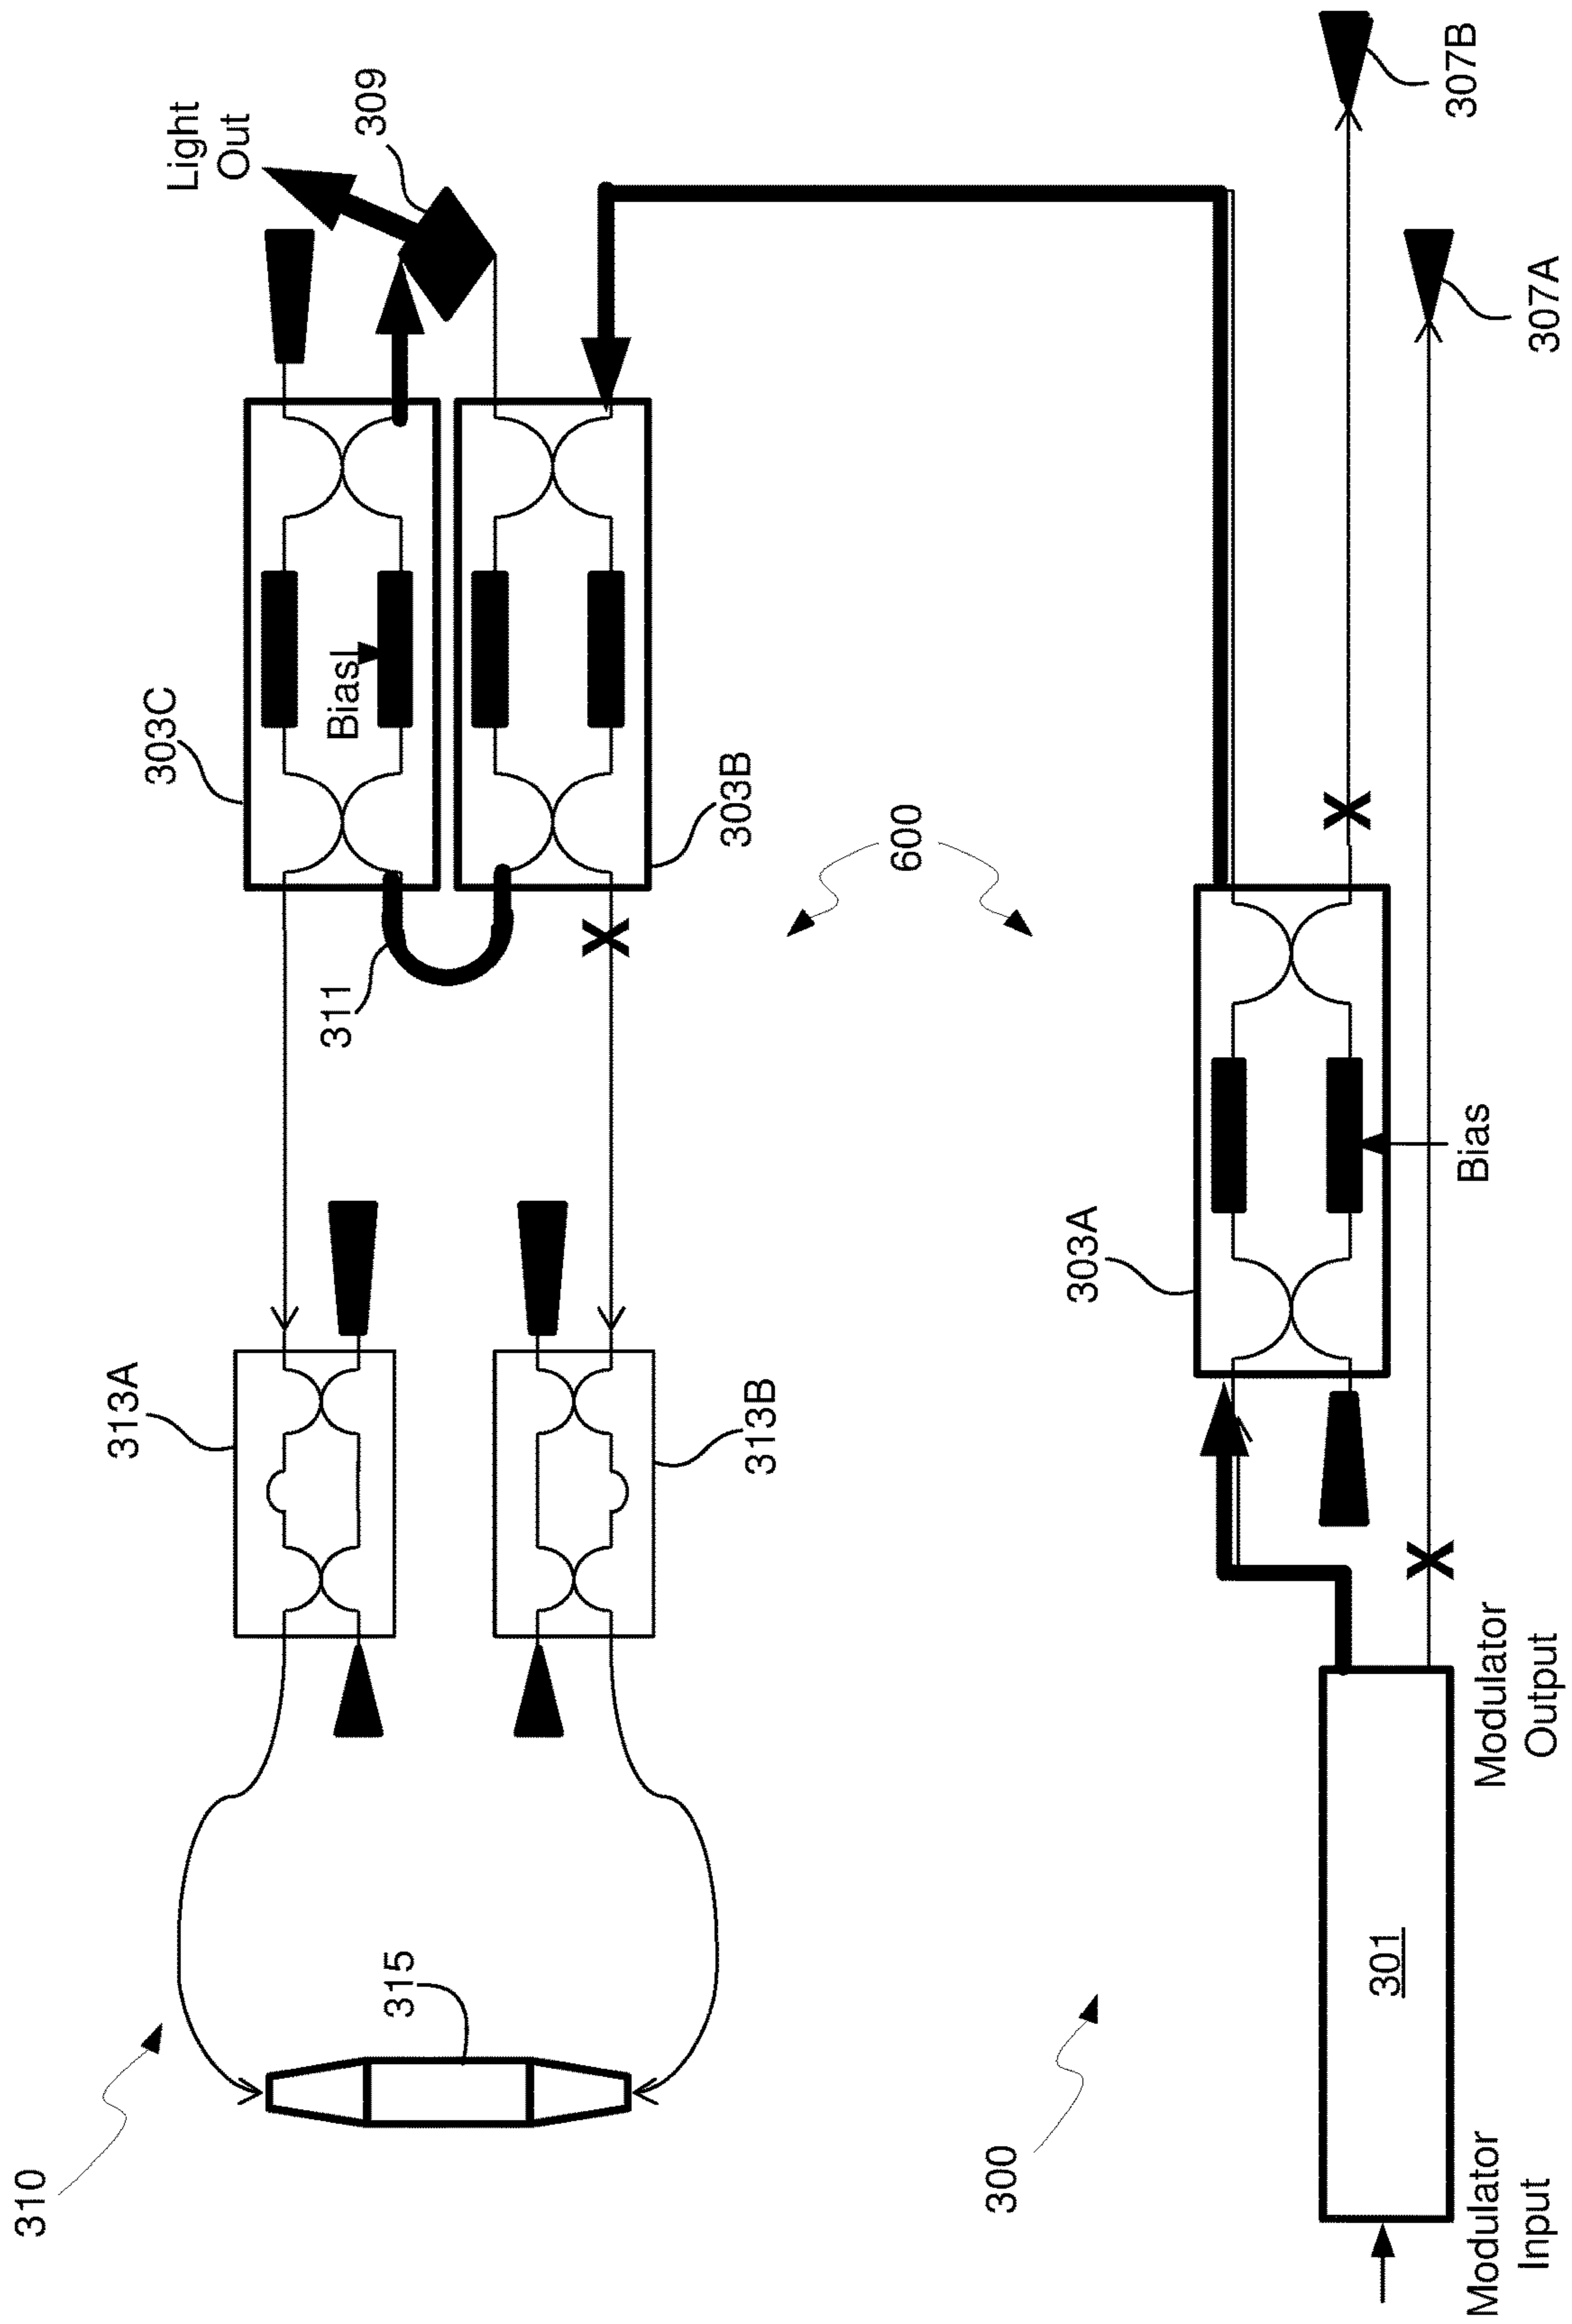 310
313A
303C
Light
Out
309
Bias
311
315
313B
303B
600
300
303A
Bias
301
Modulator
Input
Modulator
Output
307A
307B